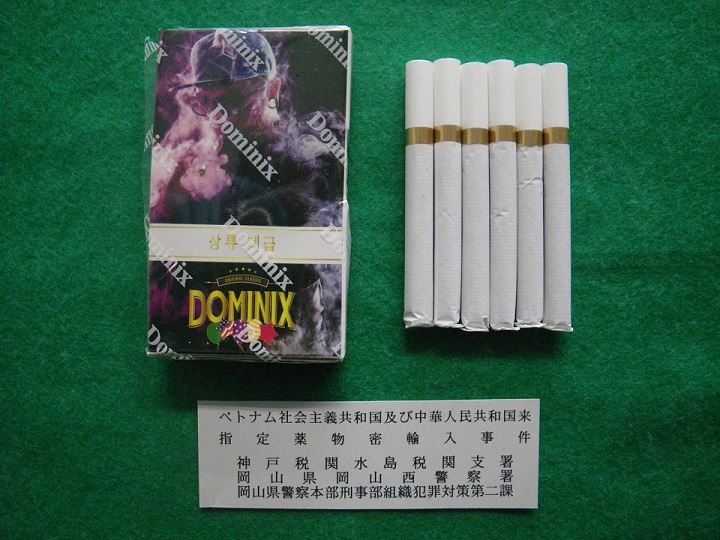 Dominix
Dominix
Dominix
Dominix
Dominix
Dominix
Dominix
상류 계급
ORIGINAL CLASSIC
DOMINIX
ベトナム社会主義共和国及び中華人民共和国来
指定薬物密輸入事件
神戸税関水島税関支署
岡山県岡山西警察署
岡山県警察本部刑事部組織犯罪対策第二課